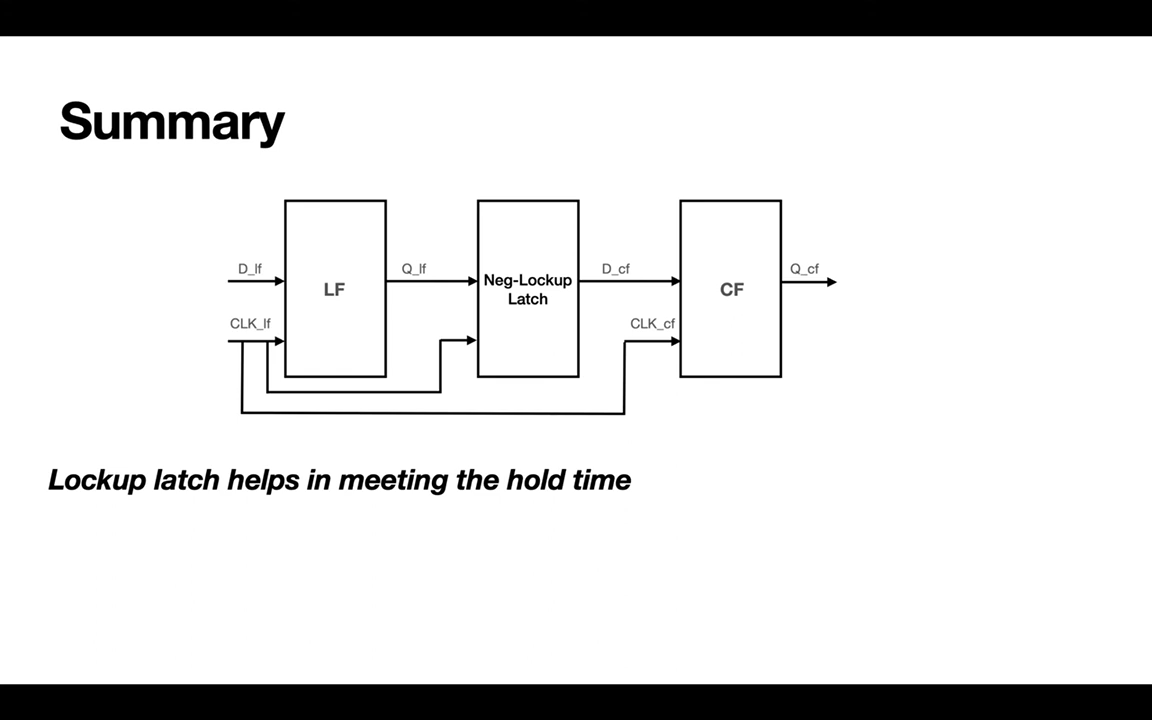 Summary
D_lf
Q_lf
D_cf
Q_cf
LF
Neg-Lockup
Latch
CF
CLK_lf
CLK_cf
Lockup latch helps in meeting the hold time